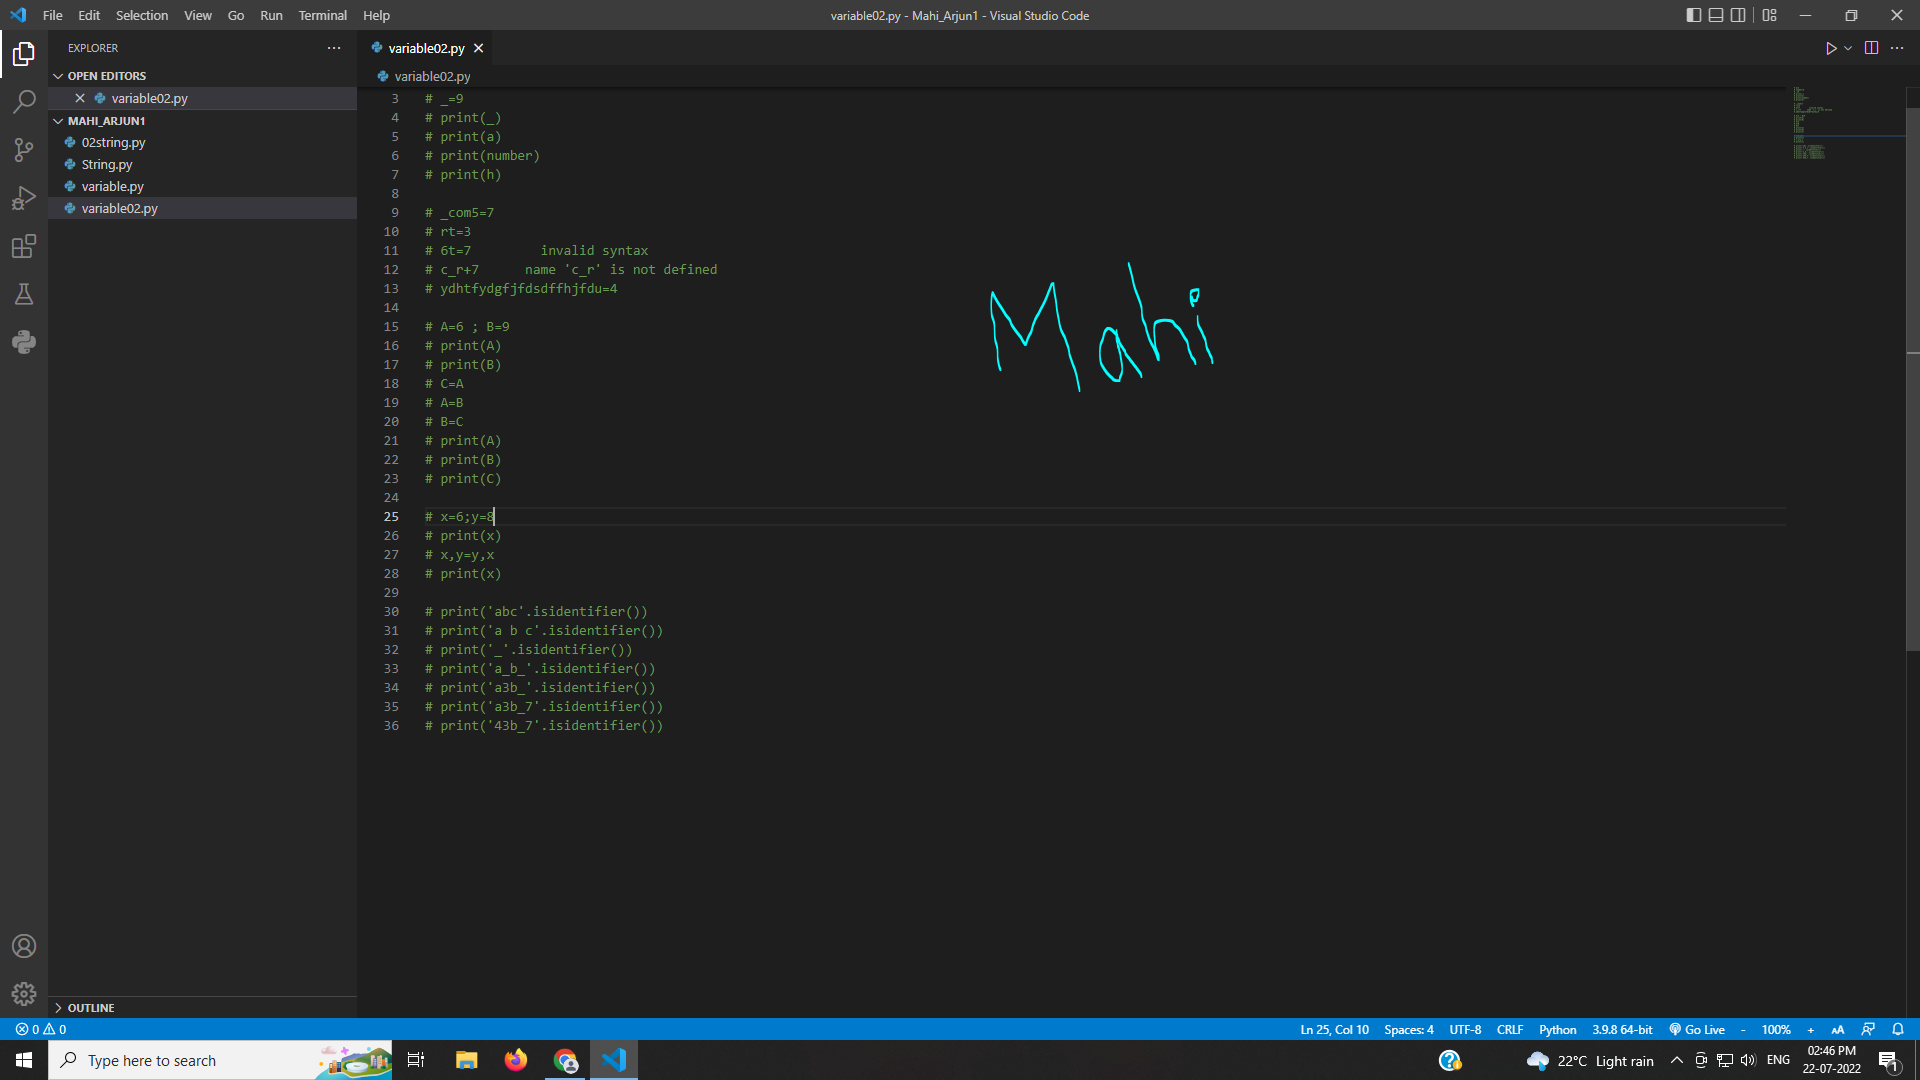 File Edit Selection View Go Run Terminal Help
variable02.py - Mahi_Arjun1 - Visual Studio Code
EXPLORER
OPEN EDITORS
variable02.py
MAHI_ARJUN1
02string.py
String.py
variable.py
variable02.py
OUTLINE
variable02.py
variable02.py
3 # _=9
4 # print(_)
5 # print(a)
6 # print(number)
7 # print(h)
8
9 # _com5=7
10 # rt=3
11 # 6t=7 invalid syntax
12 # c_r+7 name 'c_r' is not defined
13 # ydhtfydgfjfdsdffhjfdu=4
14
15 # A=6 ; B=9
16 # print(A)
17 # print(B)
18 # C=A
19 # A=B
20 # B=C
21 # print(A)
22 # print(B)
23 # print(C)
24
25 # x=6;y=8
26 # print(x)
27 # x,y=y,x
28 # print(x)
29
30 # print('abc'.isidentifier())
31 # print('a b c'.isidentifier())
32 # print('_'.isidentifier())
33 # print('a_b_'.isidentifier())
34 # print('a3b_'.isidentifier())
35 # print('a3b_7'.isidentifier())
36 # print('43b_7'.isidentifier())
Mahi
0 0
Ln 25, Col 10 Spaces: 4 UTF-8 CRLF Python 3.9.8 64-bit Go Live - 100% +
Type here to search
22°C Light rain ENG
02:46 PM
22-07-2022
1